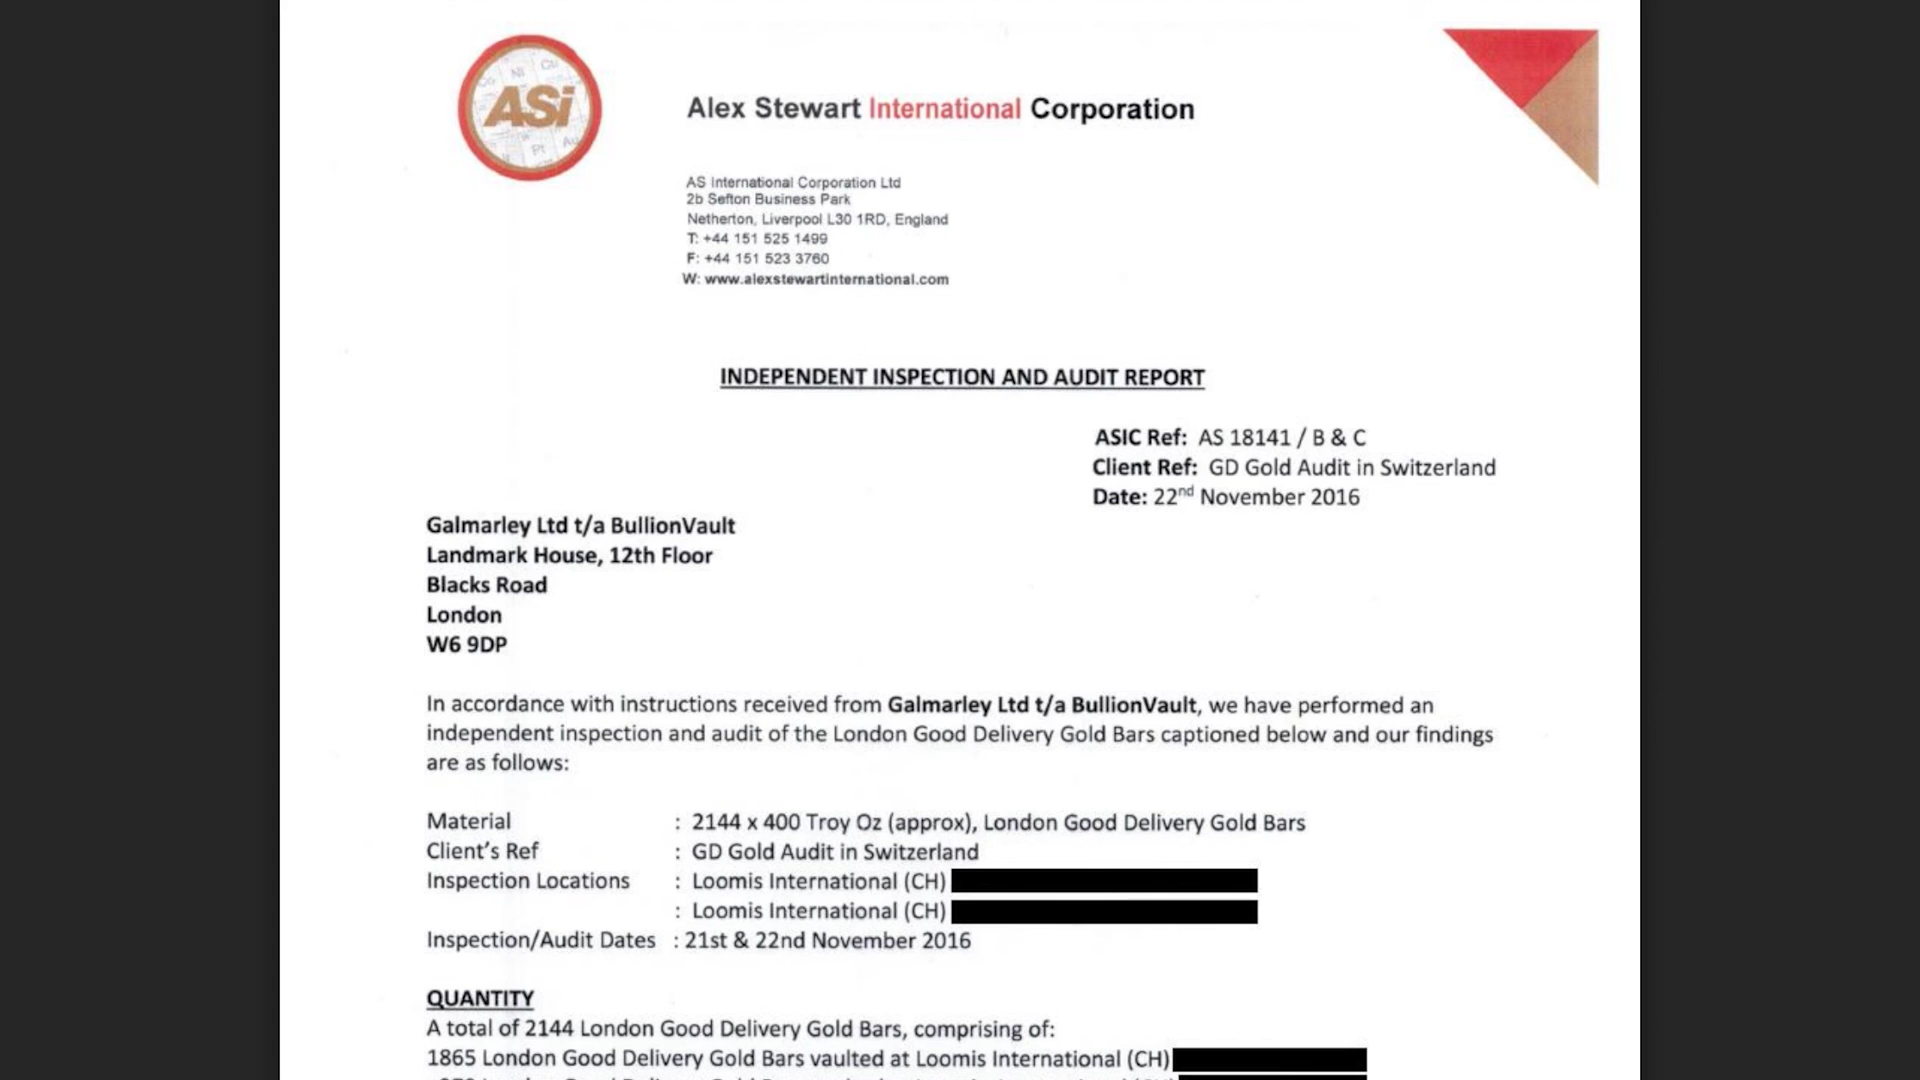 ASi
Co Ni Cu
Pt Au
Alex Stewart International Corporation
AS International Corporation Ltd
2b Sefton Business Park
Netherton, Liverpool L30 1RD, England
T: +44 151 525 1499
F: +44 151 523 3760
W: www.alexstewartinternational.com
INDEPENDENT INSPECTION AND AUDIT REPORT
ASIC Ref: AS 18141 / B & C
Client Ref: GD Gold Audit in Switzerland
Date: 22nd November 2016
Galmarley Ltd t/a BullionVault
Landmark House, 12th Floor
Blacks Road
London
W6 9DP
In accordance with instructions received from Galmarley Ltd t/a BullionVault, we have performed an
independent inspection and audit of the London Good Delivery Gold Bars captioned below and our findings
are as follows:
Material : 2144 x 400 Troy Oz (approx), London Good Delivery Gold Bars
Client's Ref : GD Gold Audit in Switzerland
Inspection Locations : Loomis International (CH)
: Loomis International (CH)
Inspection/Audit Dates : 21st & 22nd November 2016
QUANTITY
A total of 2144 London Good Delivery Gold Bars, comprising of:
1865 London Good Delivery Gold Bars vaulted at Loomis International (CH)